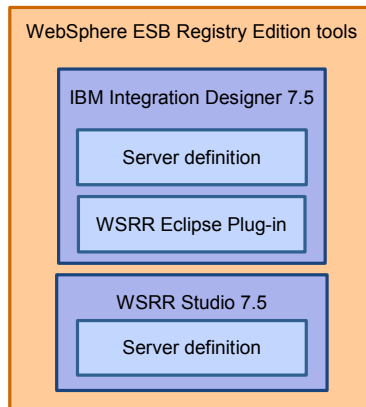 WebSphere ESB Registry Edition tools
IBM Integration Designer 7.5
Server definition
WSRR Eclipse Plug-in
WSRR Studio 7.5
Server definition